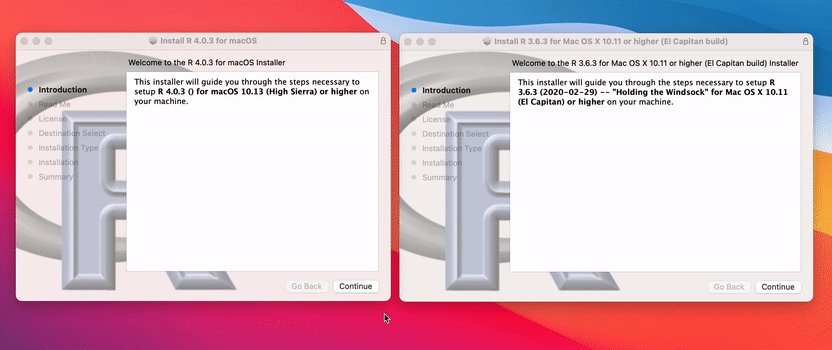 Install R 4.0.3 for macOS
Welcome to the R 4.0.3 for macOS Installer
Introduction
Read Me
License
Destination Select
Installation Type
Installation
Summary
This installer will guide you through the steps necessary to
setup R 4.0.3 () for macOS 10.13 (High Sierra) or higher on
your machine.
Go Back
Continue
Install R 3.6.3 for Mac OS X 10.11 or higher (El Capitan build)
Welcome to the R 3.6.3 for Mac OS X 10.11 or higher (El Capitan build) Installer
Introduction
Read Me
License
Destination Select
Installation Type
Installation
Summary
This installer will guide you through the steps necessary to setup R
3.6.3 (2020-02-29) -- "Holding the Windsock" for Mac OS X 10.11
(El Capitan) or higher on your machine.
Go Back
Continue